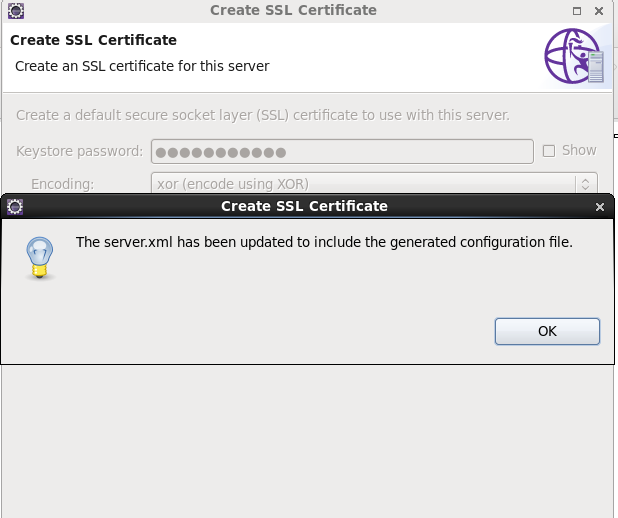 Create SSL Certificate
Create SSL Certificate
Create an SSL certificate for this server
Create a default secure socket layer (SSL) certificate to use with this server.
Keystore password: ●●●●●●●●●●● Show
Encoding: xor (encode using XOR)
Create SSL Certificate
The server.xml has been updated to include the generated configuration file.
OK